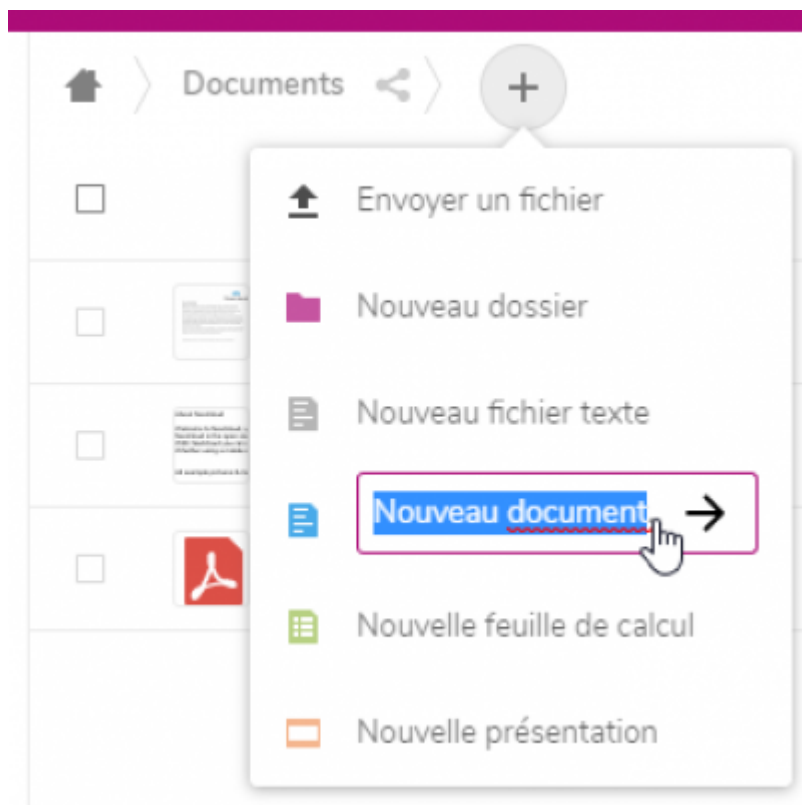 Documents
Envoyer un fichier
Nouveau dossier
Nouveau fichier texte
Nouveau document
Nouvelle feuille de calcul
Nouvelle présentation